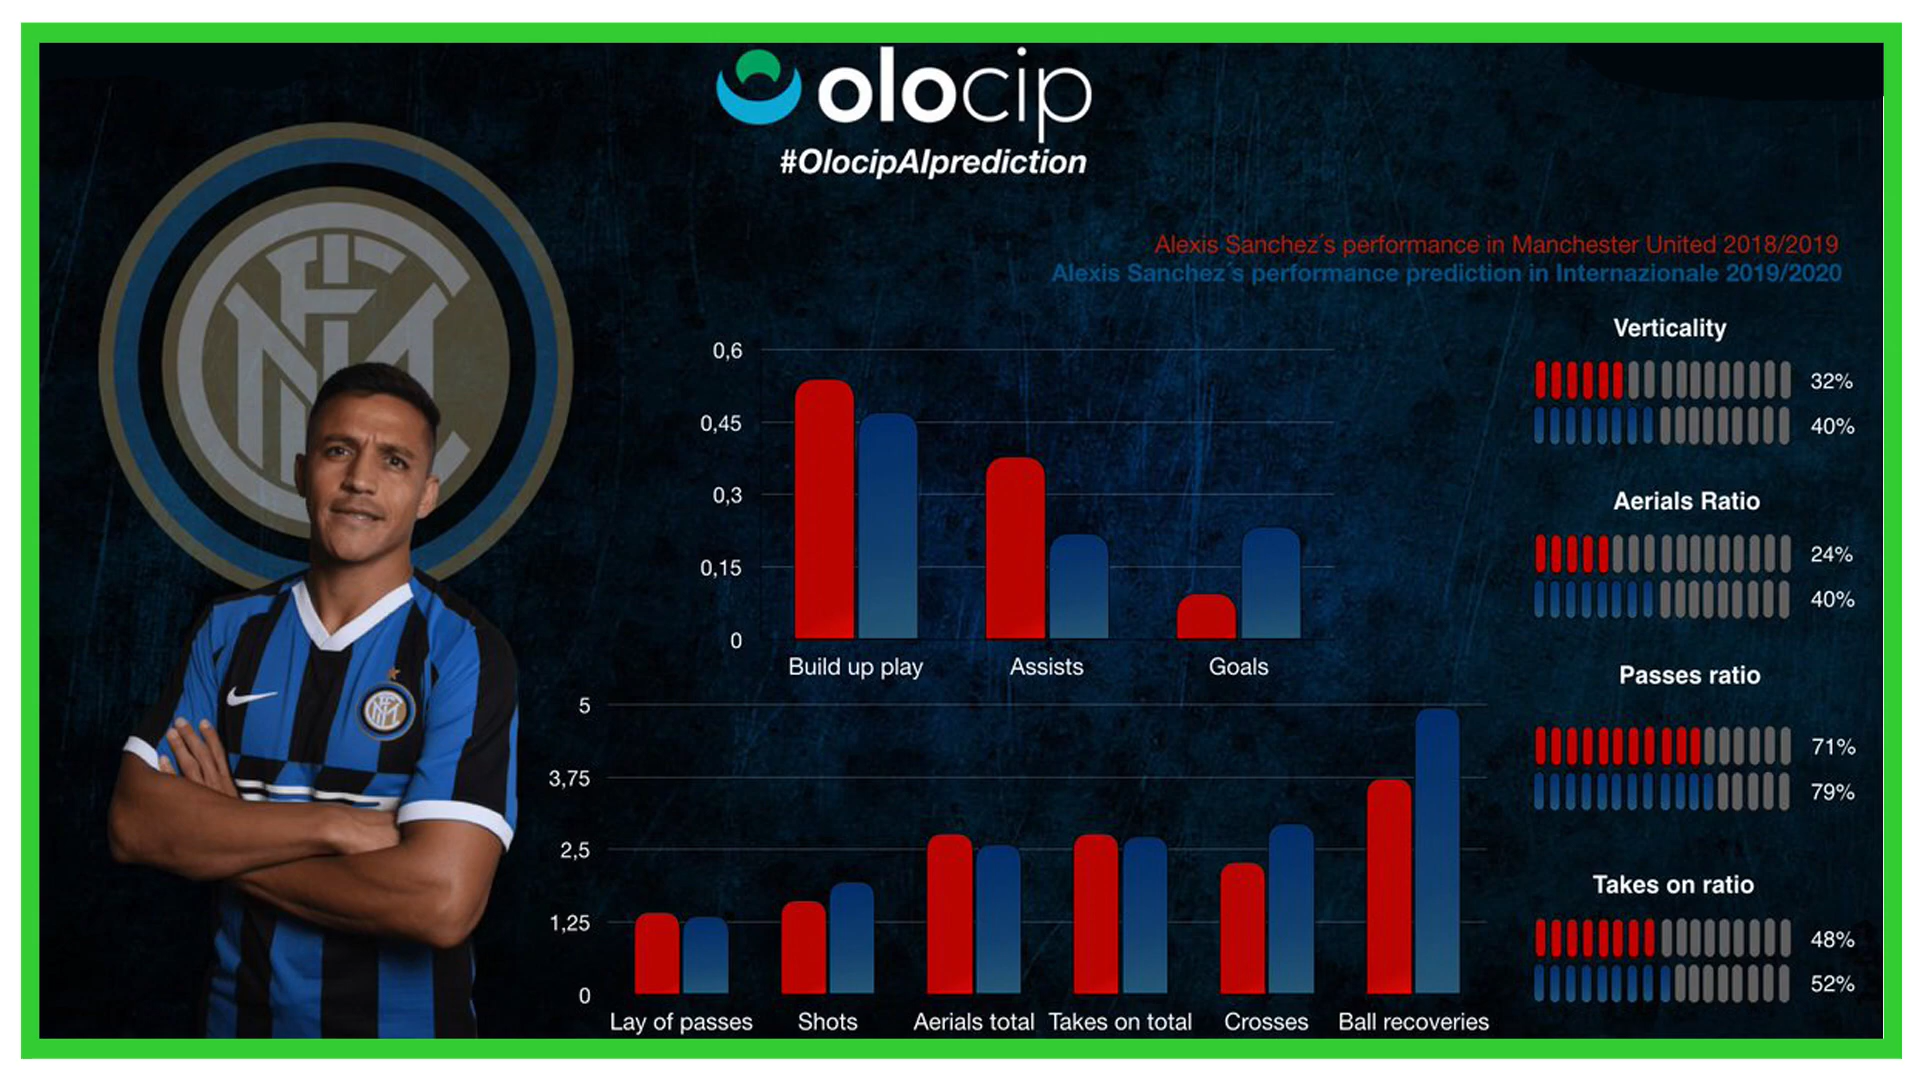 olocip
#OlocipAIprediction
Alexis Sanchez´s performance in Manchester United 2018/2019
Alexis Sanchez´s performance prediction in Internazionale 2019/2020
0,6
0,45
0,3
0,15
0
Build up play
Assists
Goals
5
3,75
2,5
1,25
0
Lay of passes
Shots
Aerials total
Takes on total
Crosses
Ball recoveries
Verticality
32%
40%
Aerials Ratio
24%
40%
Passes ratio
71%
79%
Takes on ratio
48%
52%